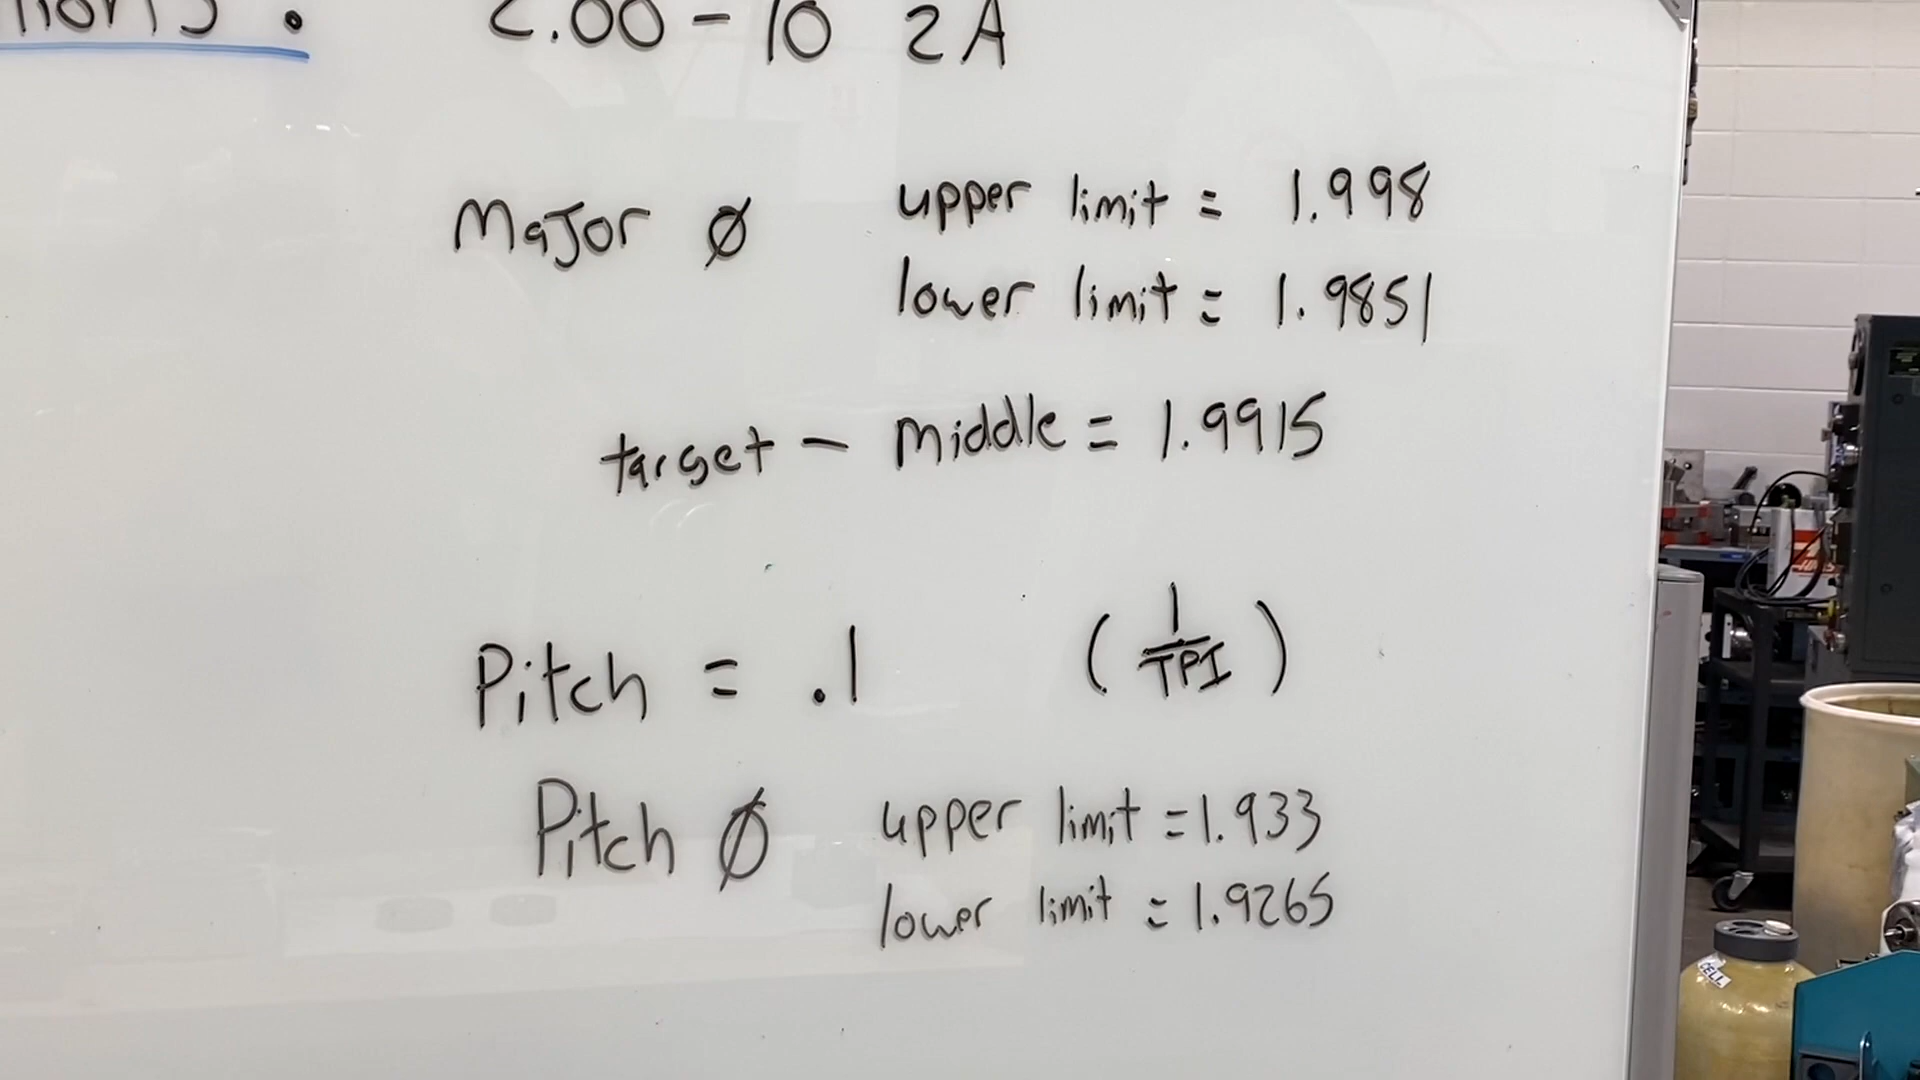 2.00-10 2A
Major Ø upper limit = 1.998
lower limit = 1.9851
target - middle = 1.9915
Pitch = .1 (1/TPI)
Pitch Ø upper limit = 1.933
lower limit = 1.9265
CELL